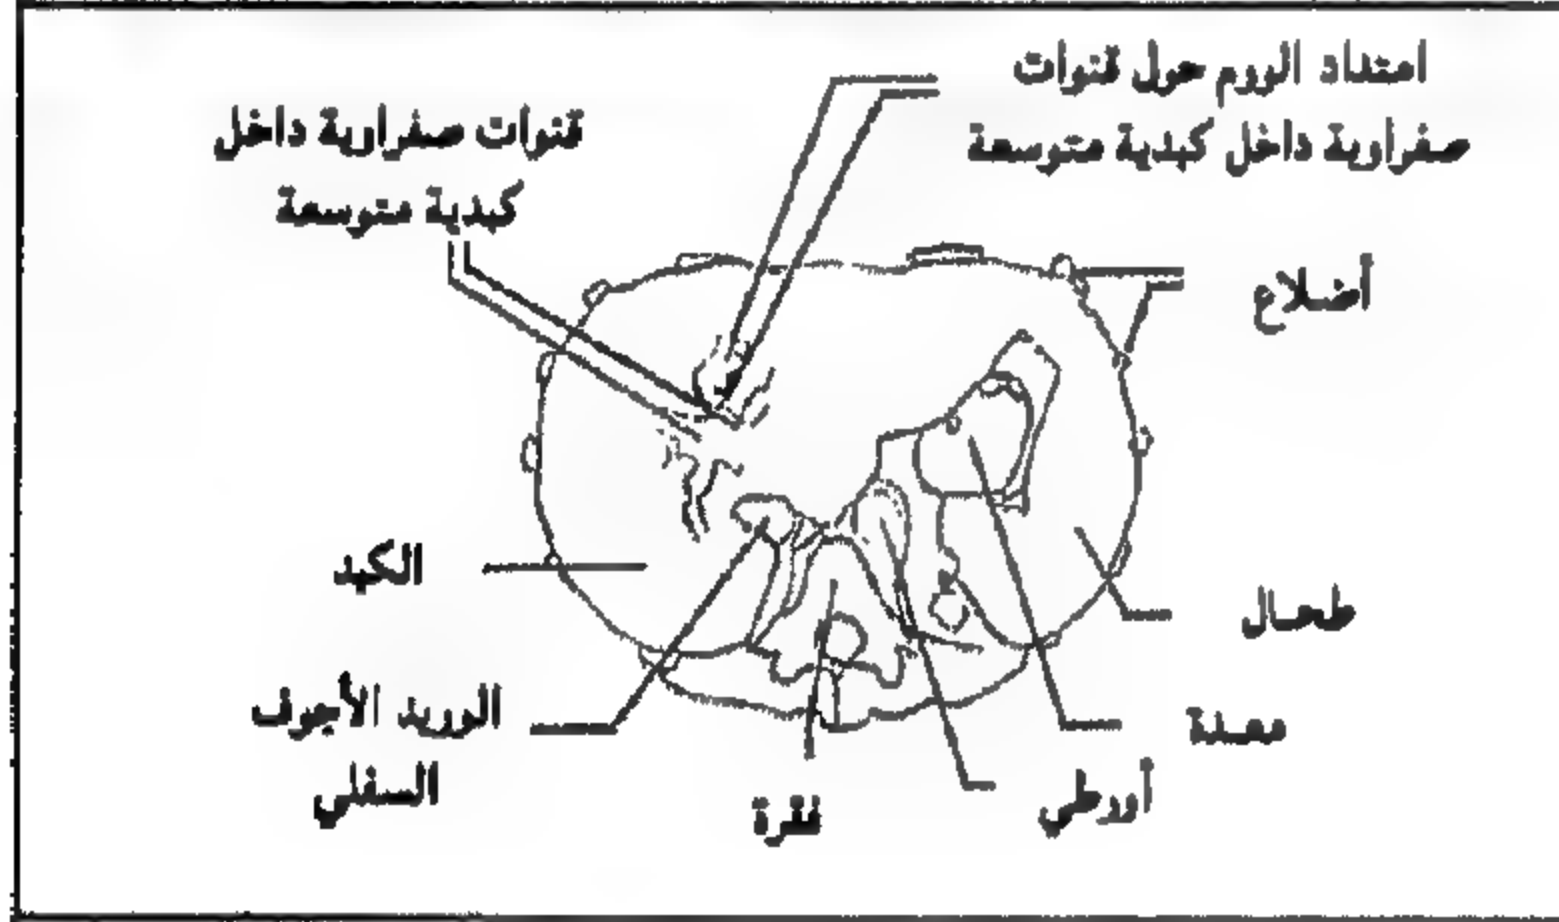 امتداد الورم حول قنوات
صفراوية داخل كبدية متوسعة
قنوات صفراوية داخل
كبدية متوسعة
أضلاع
الكبد
طحال
الوريد الأجوف
السفلي
معدة
أورطي
فقرة